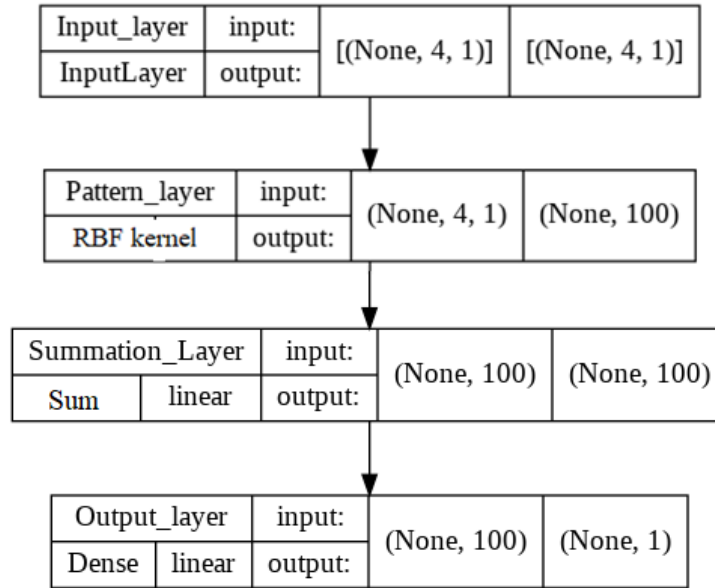 Input_layer input: [(None, 4, 1)] [(None, 4, 1)]
InputLayer output:
Pattern_layer input: (None, 4, 1) (None, 100)
RBF kernel output:
Summation_Layer input: (None, 100) (None, 100)
Sum linear output:
Output_layer input: (None, 100) (None, 1)
Dense linear output: